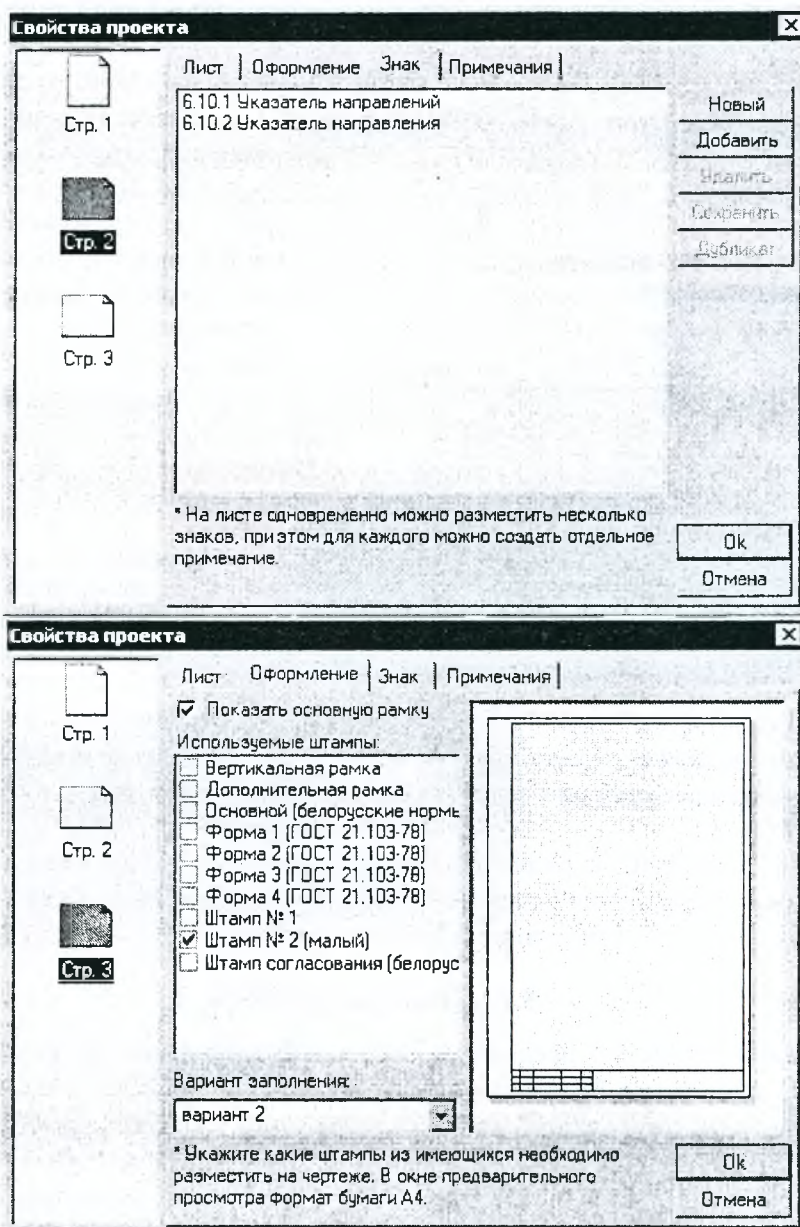 Свойства проекта
Лист Оформление Знак Примечания
Стр. 1
Стр. 2
Стр. 3
6.10.1 Указатель направлений
6.10.2 Указатель направления
Новый
Добавить
Удалить
Сохранить
Дубликат
* На листе одновременно можно разместить несколько
знаков, при этом для каждого можно создать отдельное
примечание.
Ok
Отмена
Свойства проекта
Лист Оформление Знак Примечания
Стр. 1
Стр. 2
Стр. 3
Показать основную рамку
Используемые штампы:
Вертикальная рамка
Дополнительная рамка
Основной (белорусские нормы
Форма 1 (ГОСТ 21.103-78)
Форма 2 (ГОСТ 21.103-78)
Форма 3 (ГОСТ 21.103-78)
Форма 4 (ГОСТ 21.103-78)
Штамп № 1
Штамп № 2 (малый)
Штамп согласования (белорус
Вариант заполнения:
вариант 2
* Укажите какие штампы из имеющихся необходимо
разместить на чертеже. В окне предварительного
просмотра формат бумаги А4.
Ok
Отмена